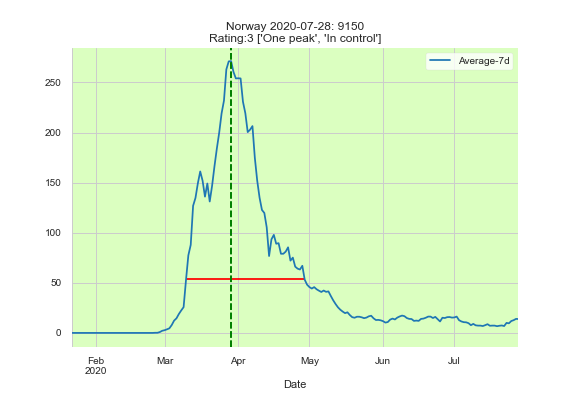 Norway 2020-07-28: 9150
Rating:3 ['One peak', 'In control']
Average-7d
250
200
150
100
50
0
Feb
2020
Mar
Apr
May
Jun
Jul
Date